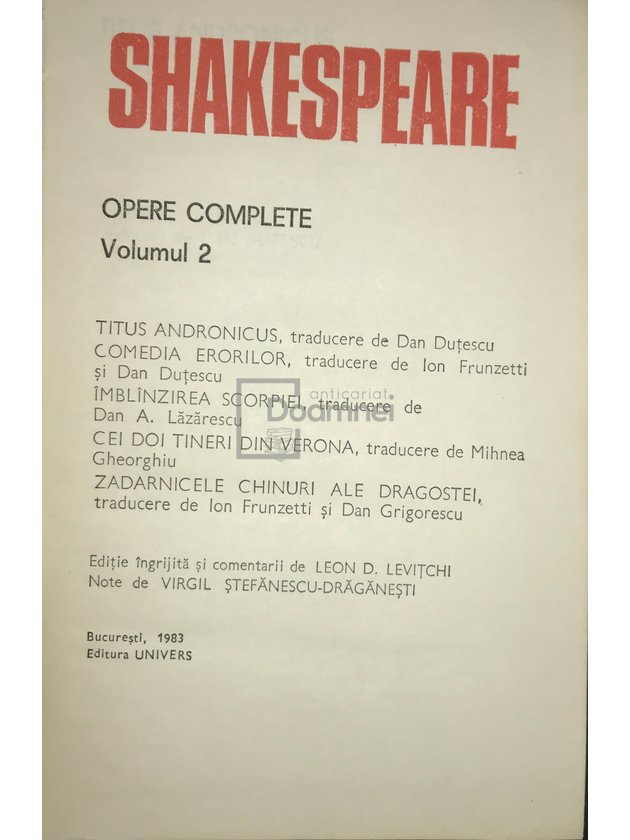 SHAKESPEARE
OPERE COMPLETE
Volumul 2
TITUS ANDRONICUS, traducere de Dan Duțescu
COMEDIA ERORILOR, traducere de Ion Frunzetti
și Dan Duțescu
ÎMBLÎNZIREA SCORPIEI, traducere de
Dan A. Lăzărescu
CEI DOI TINERI DIN VERONA, traducere de Mihnea
Gheorghiu
ZADARNICELE CHINURI ALE DRAGOSTEI,
traducere de Ion Frunzetti și Dan Grigorescu
anticariat
Doamnei
Ediție îngrijită și comentarii de LEON D. LEVIȚCHI
Note de VIRGIL ȘTEFĂNESCU-DRĂGĂNEȘTI
București, 1983
Editura UNIVERS